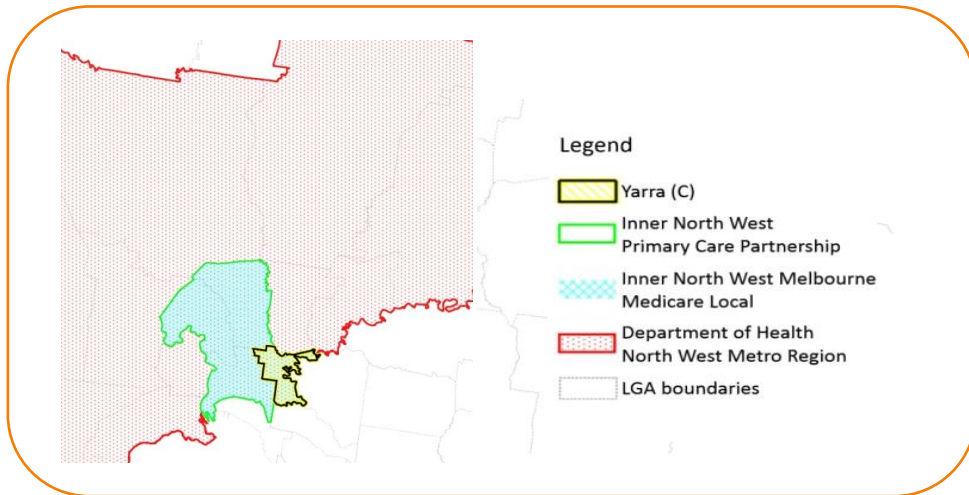 Legend
Yarra (C)
Inner North West
Primary Care Partnership
Inner North West Melbourne
Medicare Local
Department of Health
North West Metro Region
LGA boundaries